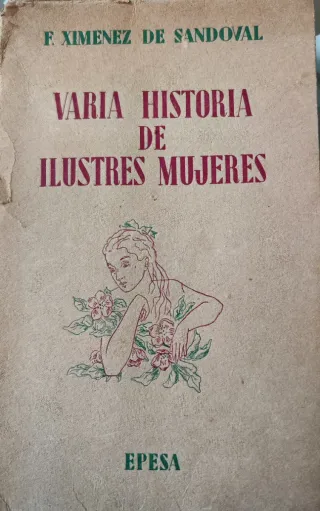 F. XIMENEZ DE SANDOVAL
VARIA HISTORIA
DE
ILUSTRES MUJERES
EPESA